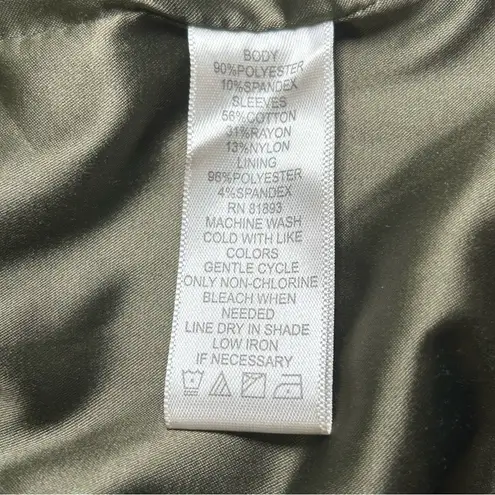 BODY
90%POLYESTER
10%SPANDEX
SLEEVES
56%COTTON
31%RAYON
13%NYLON
LINING
96%POLYESTER
4%SPANDEX
RN 81893
MACHINE WASH
COLD WITH LIKE
COLORS
GENTLE CYCLE
ONLY NON-CHLORINE
BLEACH WHEN
NEEDED
LINE DRY IN SHADE
LOW IRON
IF NECESSARY